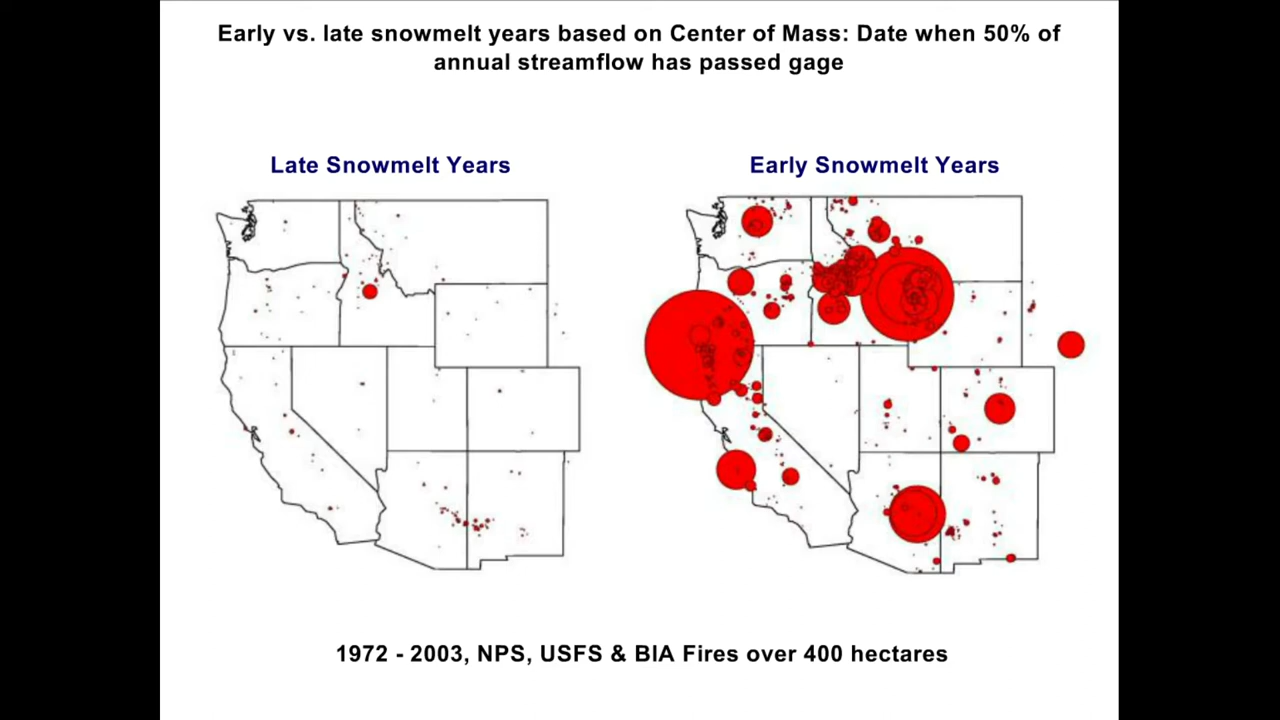 Early vs. late snowmelt years based on Center of Mass: Date when 50% of
annual streamflow has passed gage
Late Snowmelt Years
Early Snowmelt Years
1972 - 2003, NPS, USFS & BIA Fires over 400 hectares